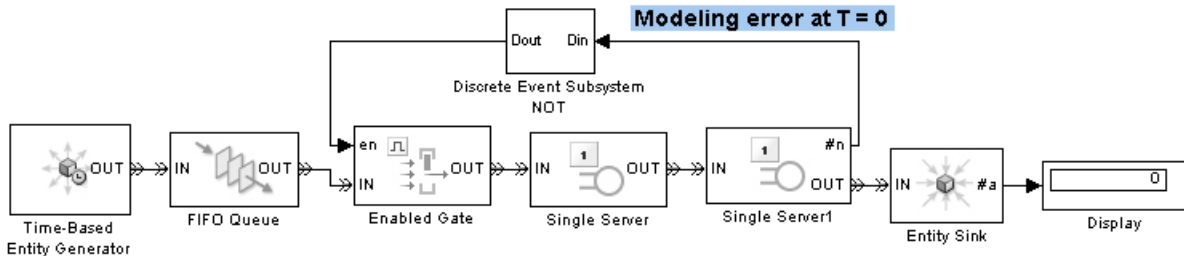 Modeling error at T = 0
Dout Din
Discrete Event Subsystem
NOT
OUT
Time-Based
Entity Generator
IN OUT
FIFO Queue
en
IN OUT
Enabled Gate
1
IN OUT
Single Server
1
#n
IN
OUT
Single Server1
IN #a
Entity Sink
0
Display